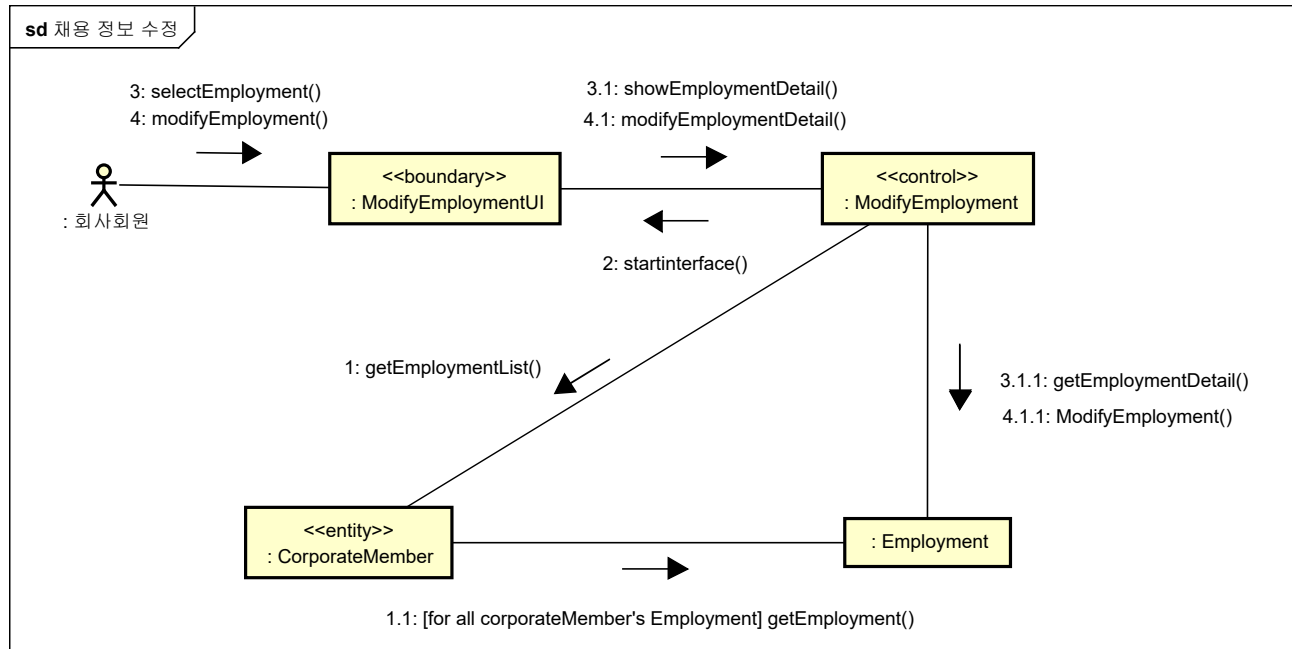 sd 채용 정보 수정
3: selectEmployment()
4: modifyEmployment()
3.1: showEmploymentDetail()
4.1: modifyEmploymentDetail()
: 회사회원
<<boundary>>
: ModifyEmploymentUI
<<control>>
: ModifyEmployment
2: startinterface()
1: getEmploymentList()
3.1.1: getEmploymentDetail()
4.1.1: ModifyEmployment()
<<entity>>
: CorporateMember
: Employment
1.1: [for all corporateMember's Employment] getEmployment()